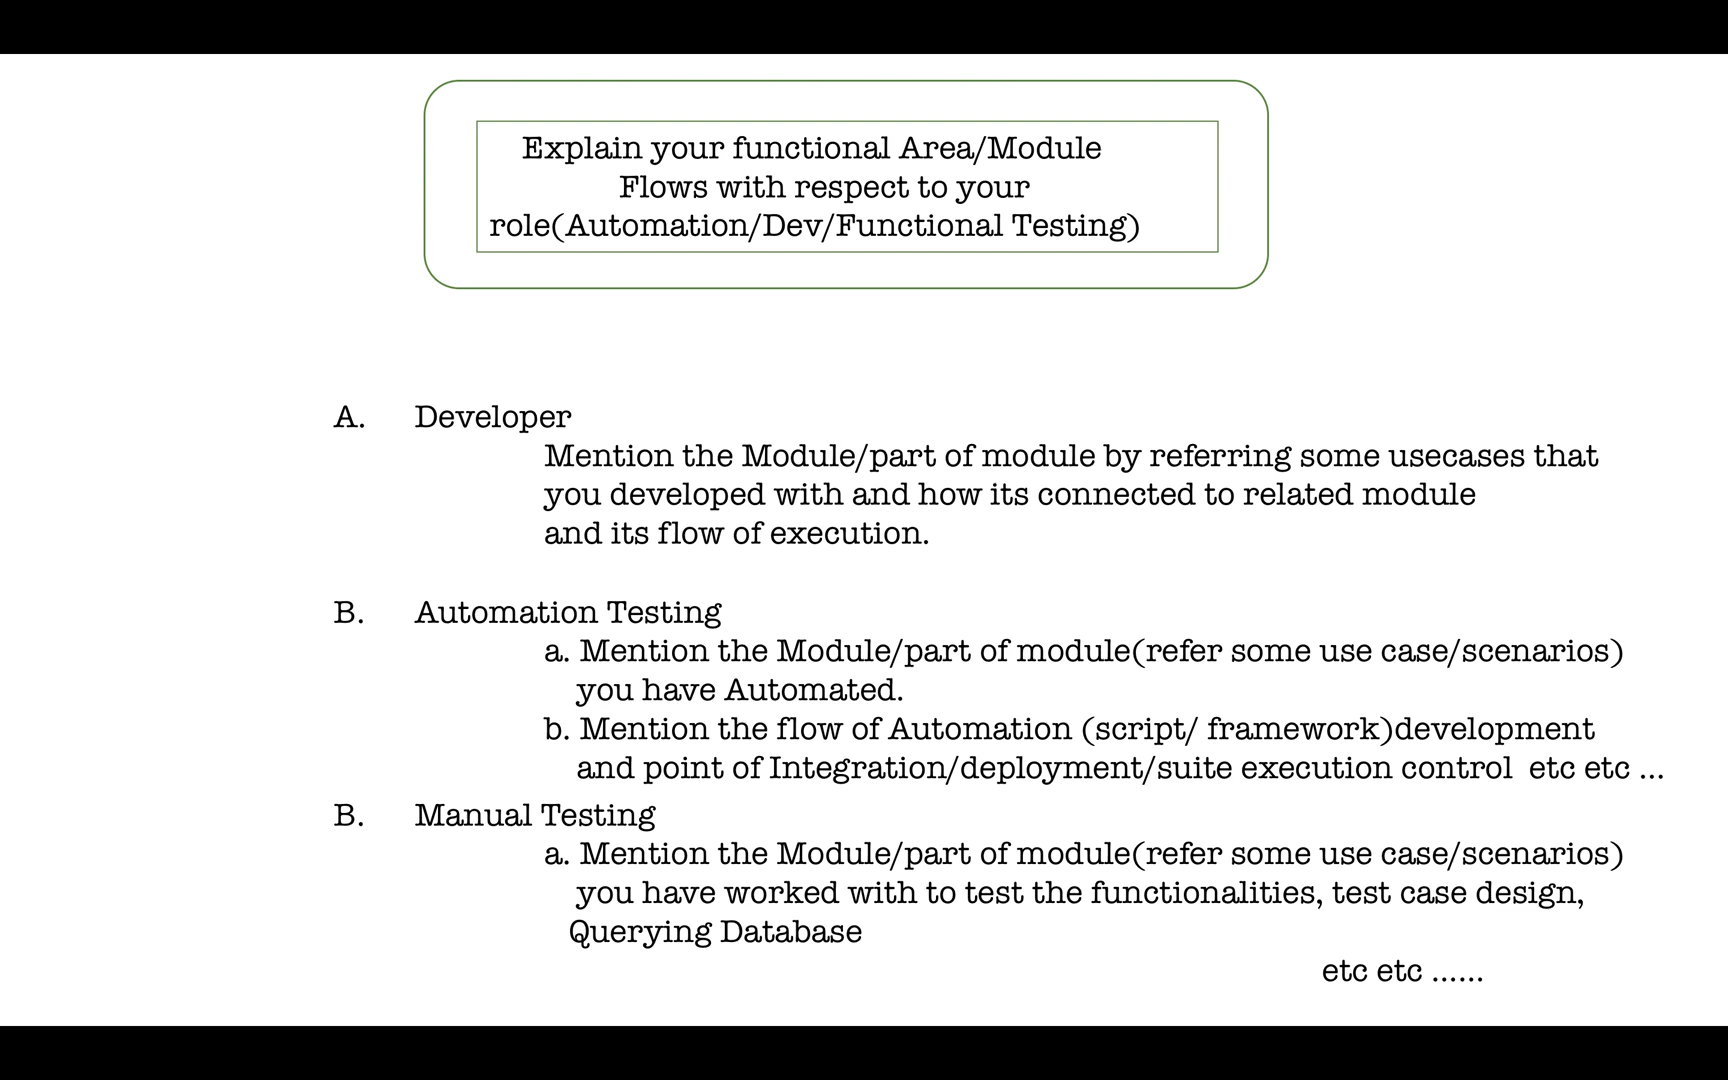 Explain your functional Area/Module
Flows with respect to your
role(Automation/Dev/Functional Testing)
A. Developer
Mention the Module/part of module by referring some usecases that
you developed with and how its connected to related module
and its flow of execution.
B. Automation Testing
a. Mention the Module/part of module(refer some use case/scenarios)
you have Automated.
b. Mention the flow of Automation (script/ framework)development
and point of Integration/deployment/suite execution control  etc etc ...
B. Manual Testing
a. Mention the Module/part of module(refer some use case/scenarios)
you have worked with to test the functionalities, test case design,
Querying Database
etc etc ......